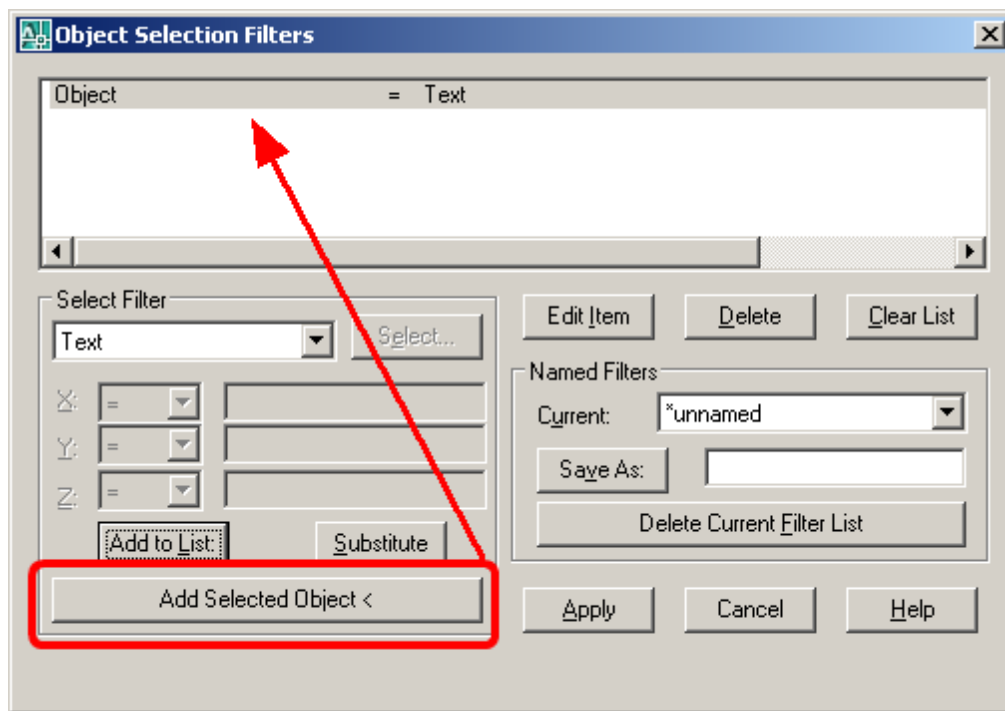 Object Selection Filters
Object = Text
Select Filter
Text
Select...
X: =
Y: =
Z: =
Add to List:
Substitute
Add Selected Object <
Edit Item
Delete
Clear List
Named Filters
Current: *unnamed
Save As:
Delete Current Filter List
Apply
Cancel
Help